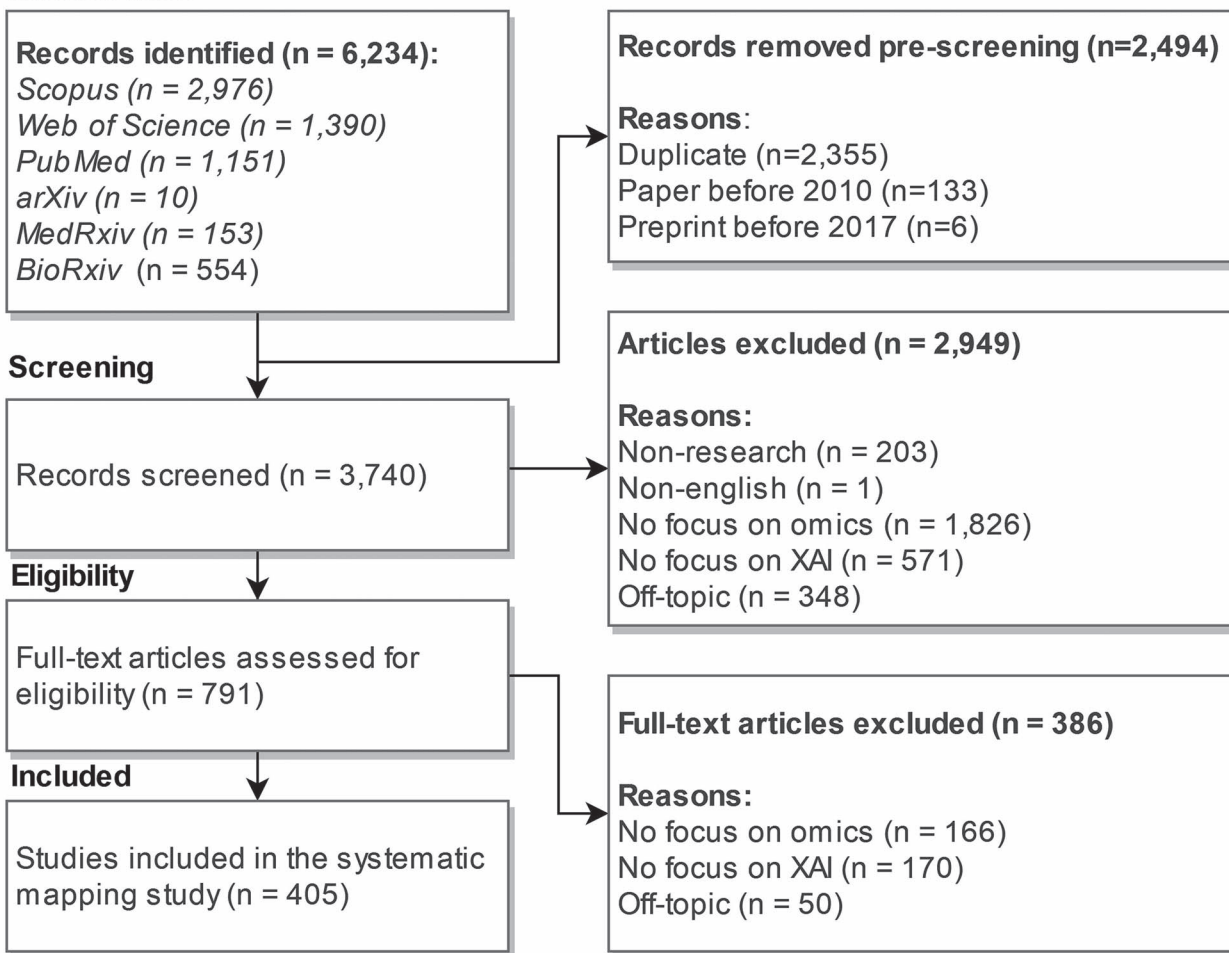 Records identified (n = 6,234):
Scopus (n = 2,976)
Web of Science (n = 1,390)
PubMed (n = 1,151)
arXiv (n = 10)
MedRxiv (n = 153)
BioRxiv (n = 554)
Records removed pre-screening (n=2,494)
Reasons:
Duplicate (n=2,355)
Paper before 2010 (n=133)
Preprint before 2017 (n=6)
Screening
Records screened (n = 3,740)
Articles excluded (n = 2,949)
Reasons:
Non-research (n = 203)
Non-english (n = 1)
No focus on omics (n = 1,826)
No focus on XAI (n = 571)
Off-topic (n = 348)
Eligibility
Full-text articles assessed for
eligibility (n = 791)
Full-text articles excluded (n = 386)
Reasons:
No focus on omics (n = 166)
No focus on XAI (n = 170)
Off-topic (n = 50)
Included
Studies included in the systematic
mapping study (n = 405)